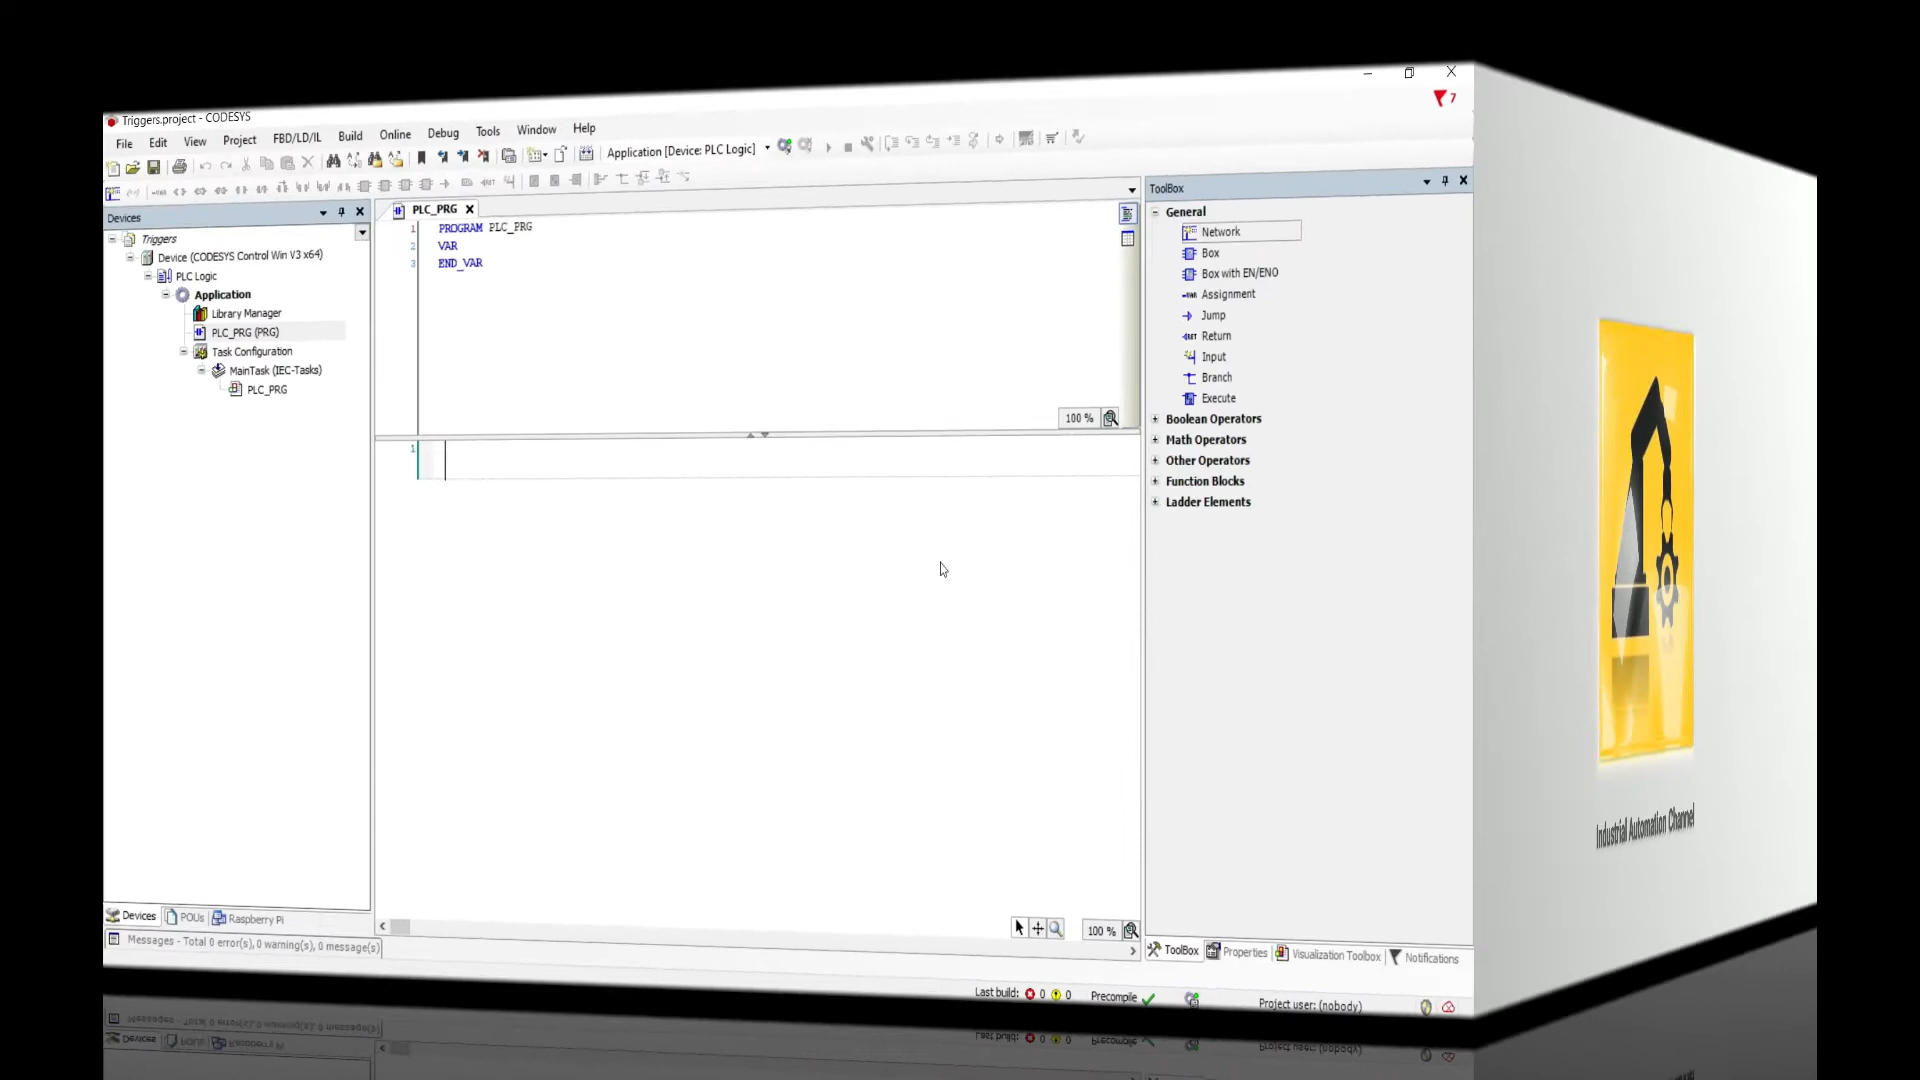 Triggers.project - CODESYS
7
File Edit View Project FBD/LD/IL Build Online Debug Tools Window Help
Application [Device: PLC Logic]
Devices
Triggers
Device (CODESYS Control Win V3 x64)
PLC Logic
Application
Library Manager
PLC_PRG (PRG)
Task Configuration
MainTask (IEC-Tasks)
PLC_PRG
Devices POUs Raspberry Pi
Messages - Total 0 error(s), 0 warning(s), 0 message(s)
PLC_PRG
1 PROGRAM PLC_PRG
2 VAR
3 END_VAR
100 %
1
100 %
ToolBox
General
Network
Box
Box with EN/ENO
Assignment
Jump
Return
Input
Branch
Execute
Boolean Operators
Math Operators
Other Operators
Function Blocks
Ladder Elements
ToolBox Properties Visualization Toolbox Notifications
Last build: 0 0 Precompile Project user: (nobody)
Industrial Automation Channel